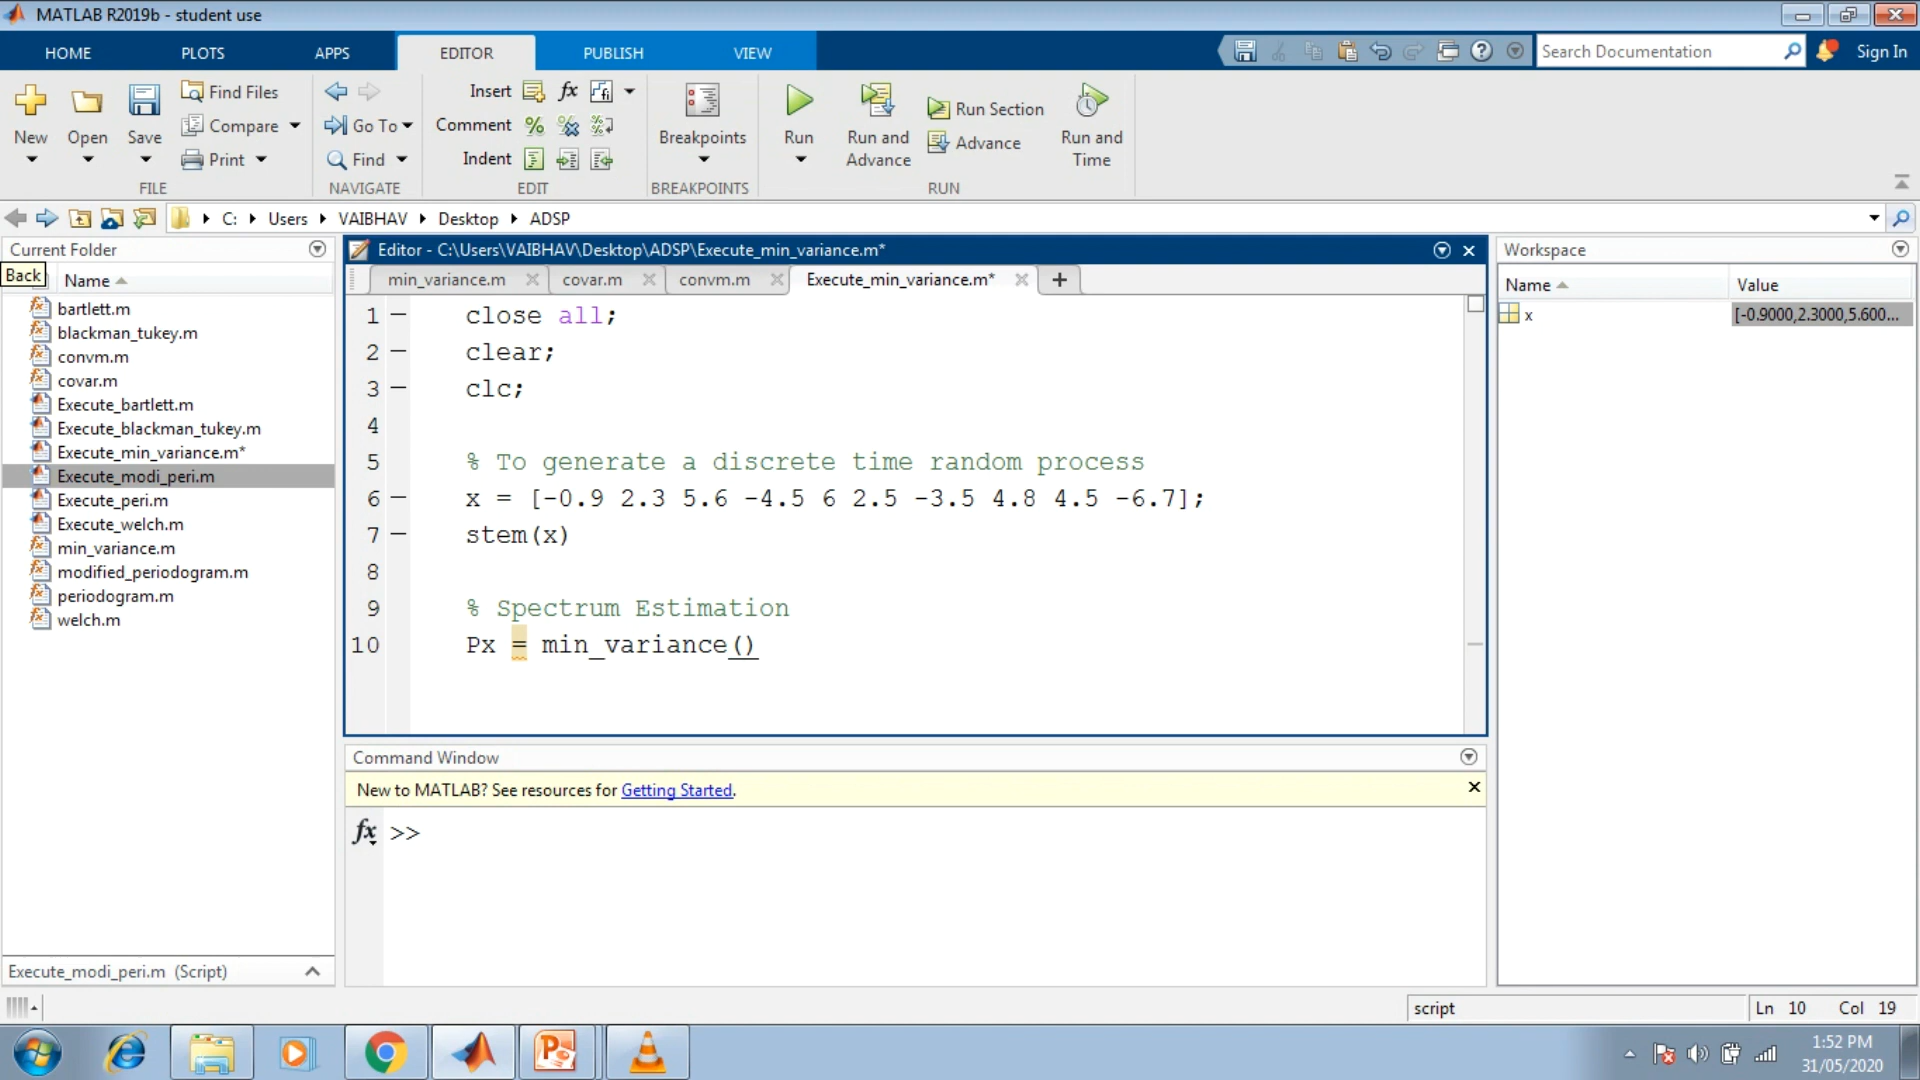 MATLAB R2019b - student use
HOME PLOTS APPS EDITOR PUBLISH VIEW
Search Documentation
Sign In
New
Open
Save
Find Files
Compare
Print
FILE
Go To
Find
NAVIGATE
Insert fx
Comment
Indent
EDIT
Breakpoints
BREAKPOINTS
Run
Run and
Advance
Run Section
Advance
Run and
Time
RUN
C: Users VAIBHAV Desktop ADSP
Current Folder
Back
Name
bartlett.m
blackman_tukey.m
convm.m
covar.m
Execute_bartlett.m
Execute_blackman_tukey.m
Execute_min_variance.m*
Execute_modi_peri.m
Execute_peri.m
Execute_welch.m
min_variance.m
modified_periodogram.m
periodogram.m
welch.m
Execute_modi_peri.m (Script)
Editor - C:\Users\VAIBHAV\Desktop\ADSP\Execute_min_variance.m*
min_variance.m covar.m convm.m Execute_min_variance.m*
1 close all;
2 clear;
3 clc;
4
5 % To generate a discrete time random process
6 x = [-0.9 2.3 5.6 -4.5 6 2.5 -3.5 4.8 4.5 -6.7];
7 stem(x)
8
9 % Spectrum Estimation
10 Px = min_variance()
Command Window
New to MATLAB? See resources for Getting Started.
fx >>
Workspace
Name Value
x [-0.9000,2.3000,5.600...
script
Ln 10 Col 19
1:52 PM
31/05/2020